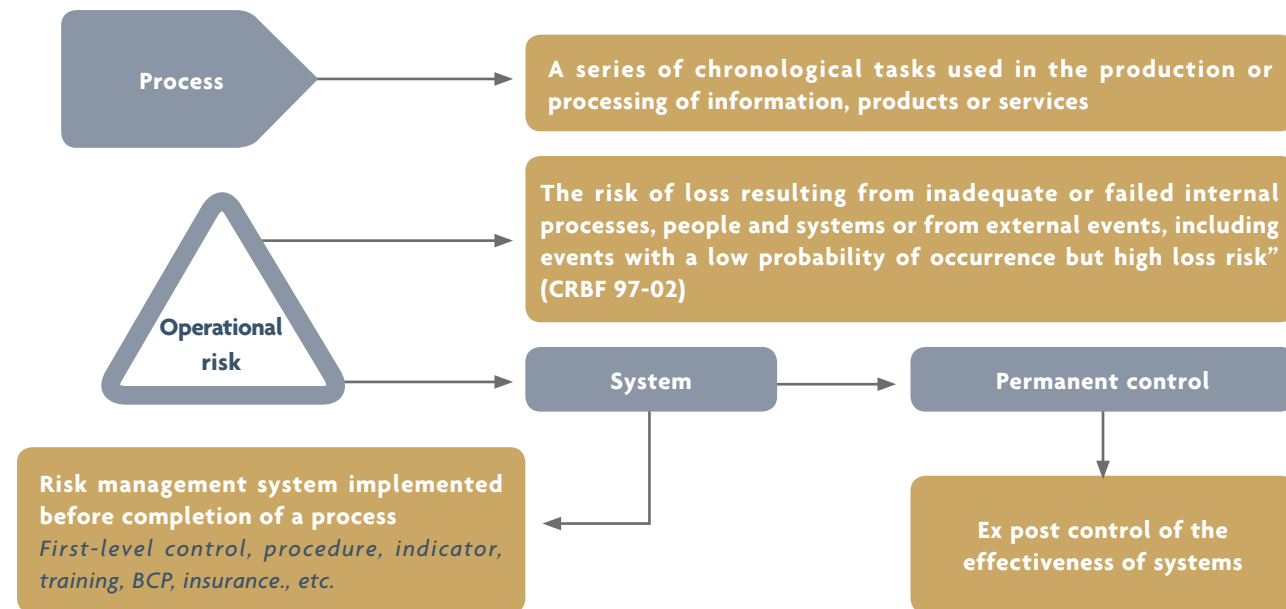 Process
A series of chronological tasks used in the production or
processing of information, products or services
The risk of loss resulting from inadequate or failed internal
processes, people and systems or from external events, including
events with a low probability of occurrence but high loss risk”
(CRBF 97-02)
Operational
risk
System
Permanent control
Risk management system implemented
before completion of a process
First-level control, procedure, indicator,
training, BCP, insurance., etc.
Ex post control of the
effectiveness of systems